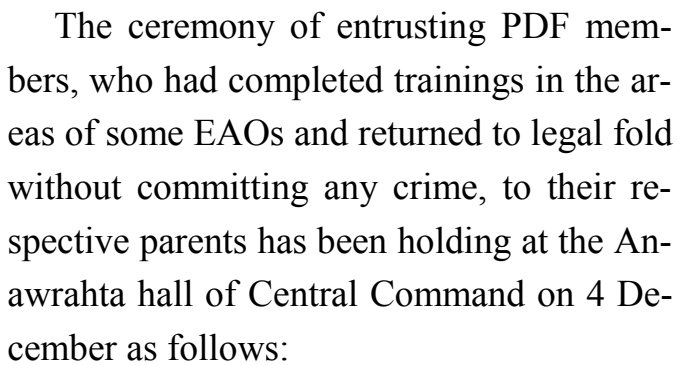 The ceremony of entrusting PDF mem-
bers, who had completed trainings in the ar-
eas of some EAOs and returned to legal fold
without committing any crime, to their re-
spective parents has been holding at the An-
awrahta hall of Central Command on 4 De-
cember as follows: